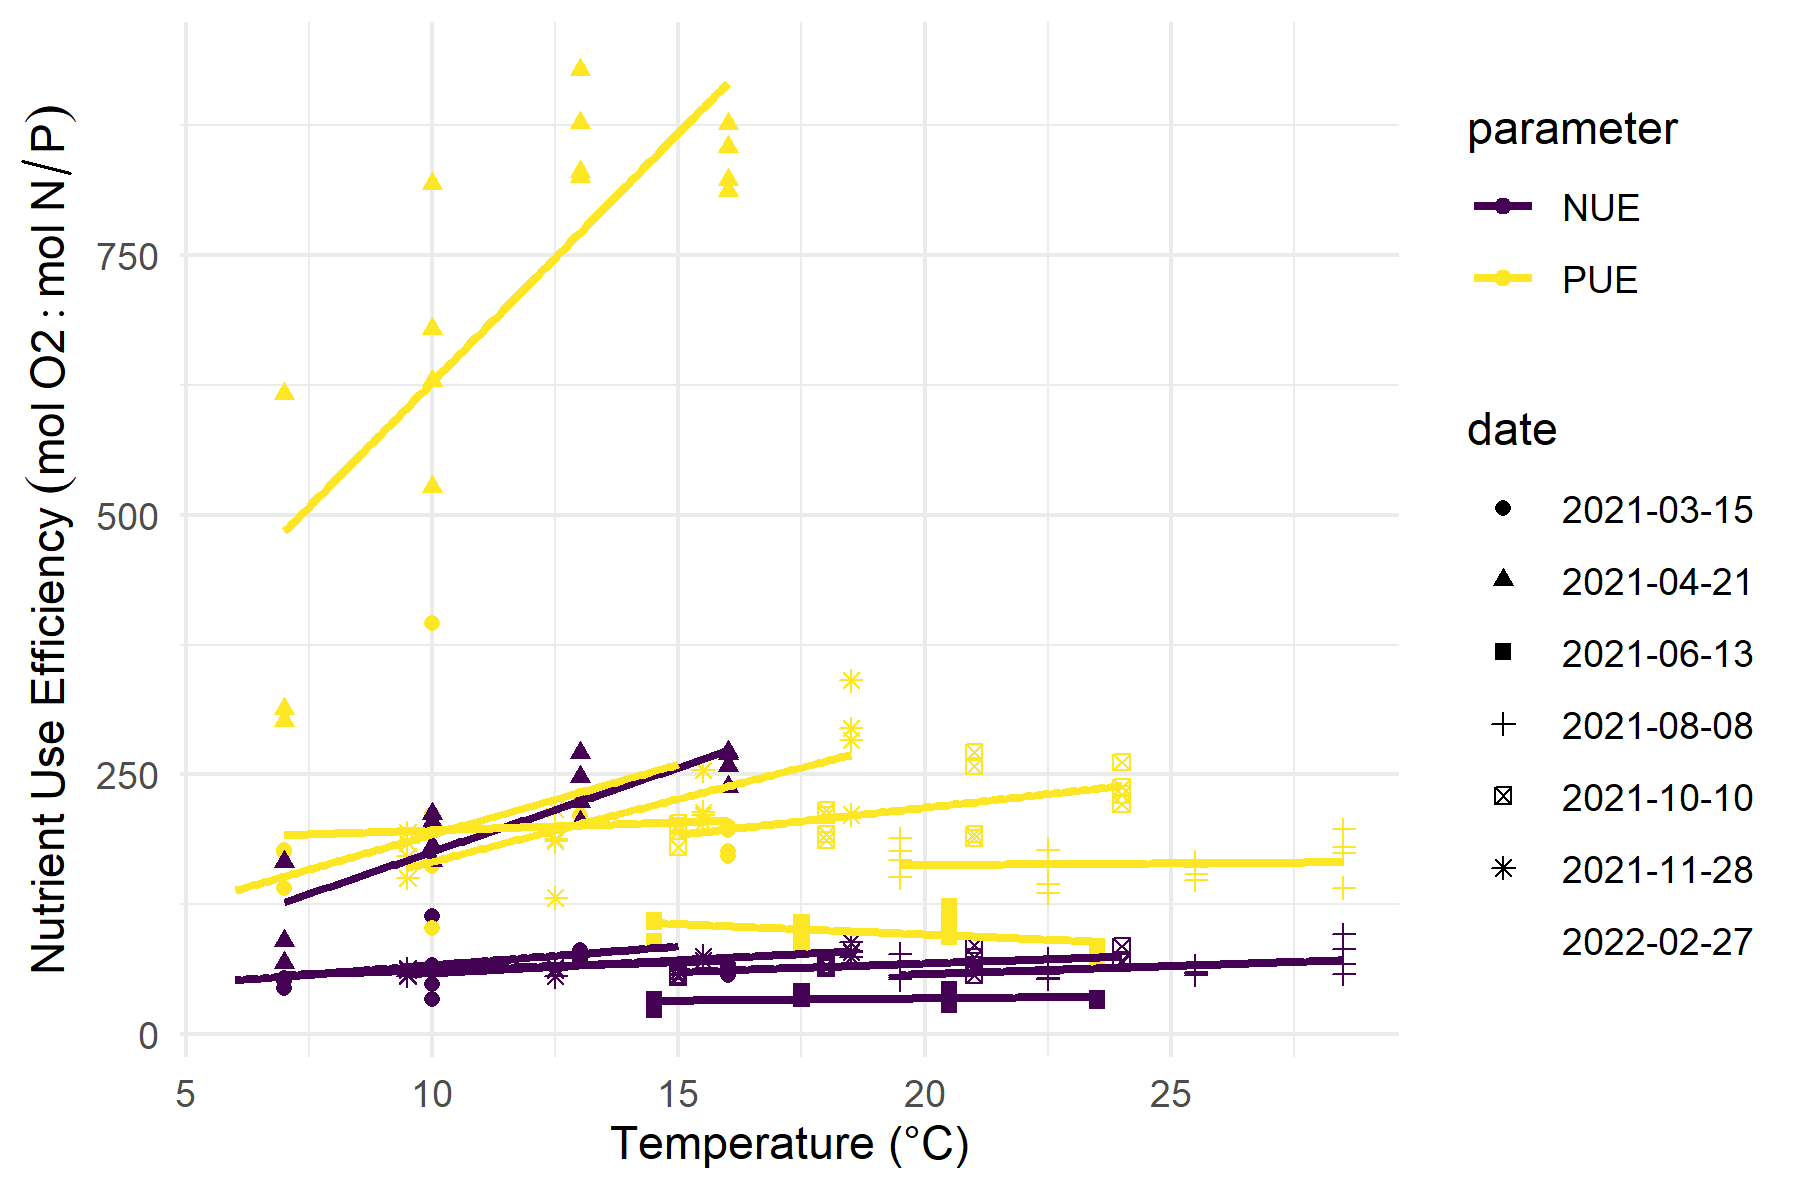 Nutrient Use Efficiency (mol O2:mol N/P)
750
500
250
0
5 10 15 20 25
Temperature (°C)
parameter
NUE
PUE
date
2021-03-15
2021-04-21
2021-06-13
2021-08-08
2021-10-10
2021-11-28
2022-02-27